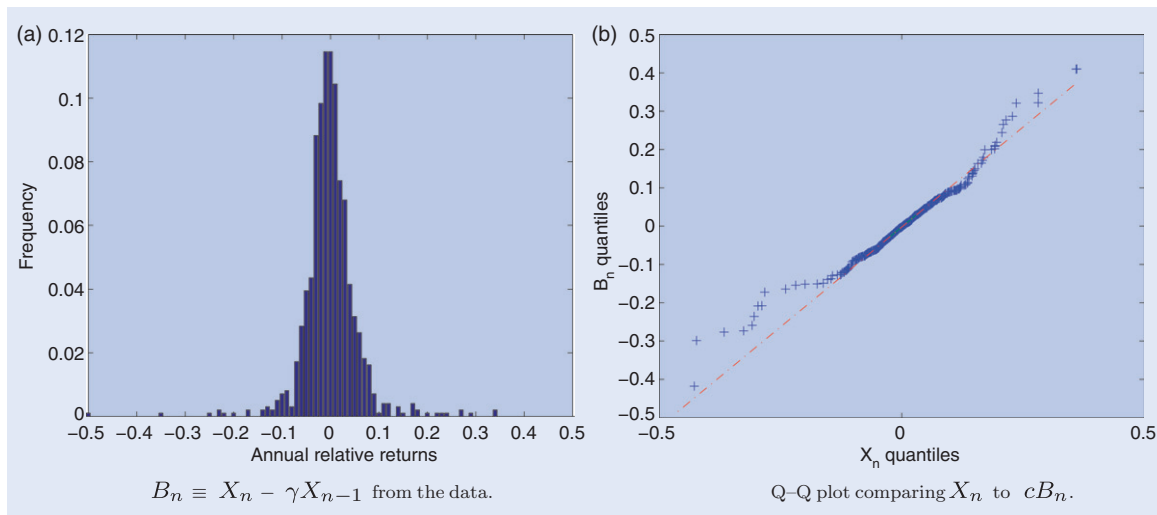 (a)
0.12
0.1
0.08
0.06
0.04
0.02
0
Frequency
−0.5 −0.4 −0.3 −0.2 −0.1 0 0.1 0.2 0.3 0.4 0.5
Annual relative returns
B_n ≡ X_n − γX_{n−1} from the data.
(b)
0.5
0.4
0.3
0.2
0.1
0
−0.1
−0.2
−0.3
−0.4
−0.5
B_n quantiles
−0.5 0 0.5
X_n quantiles
Q–Q plot comparing X_n to cB_n.